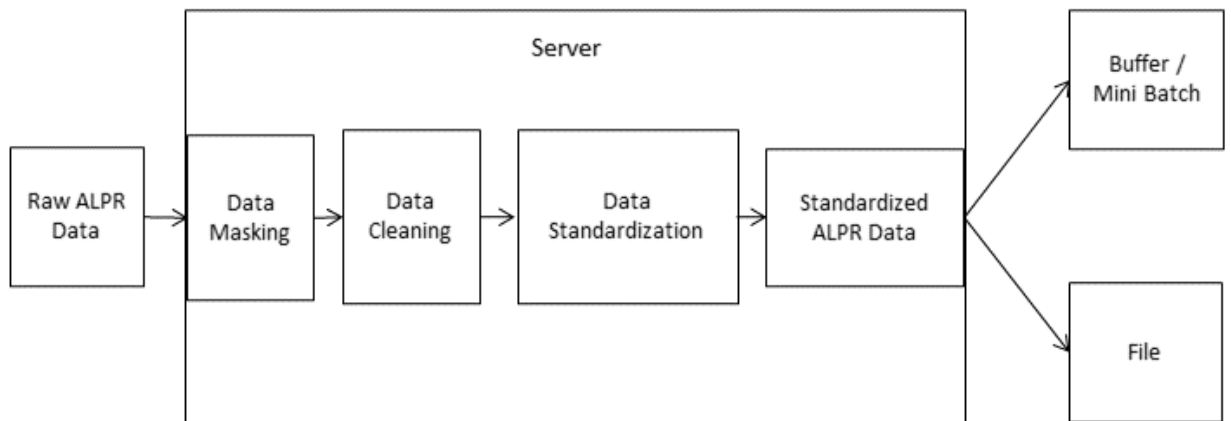 Server
Raw ALPR
Data
Data
Masking
Data
Cleaning
Data
Standardization
Standardized
ALPR Data
Buffer /
Mini Batch
File